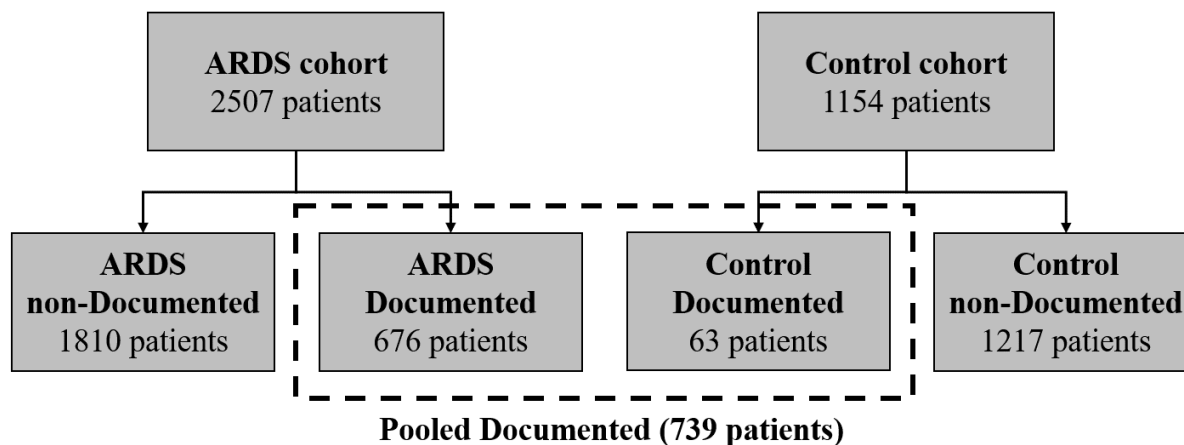 ARDS cohort
2507 patients
Control cohort
1154 patients
ARDS
non-Documented
1810 patients
ARDS
Documented
676 patients
Control
Documented
63 patients
Control
non-Documented
1217 patients
Pooled Documented (739 patients)